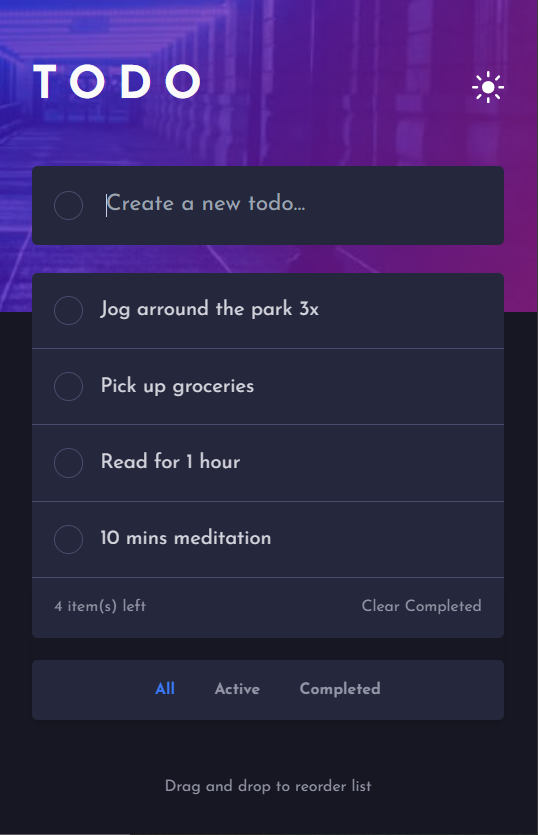 TODO
Create a new todo...
Jog arround the park 3x
Pick up groceries
Read for 1 hour
10 mins meditation
4 item(s) left Clear Completed
All Active Completed
Drag and drop to reorder list